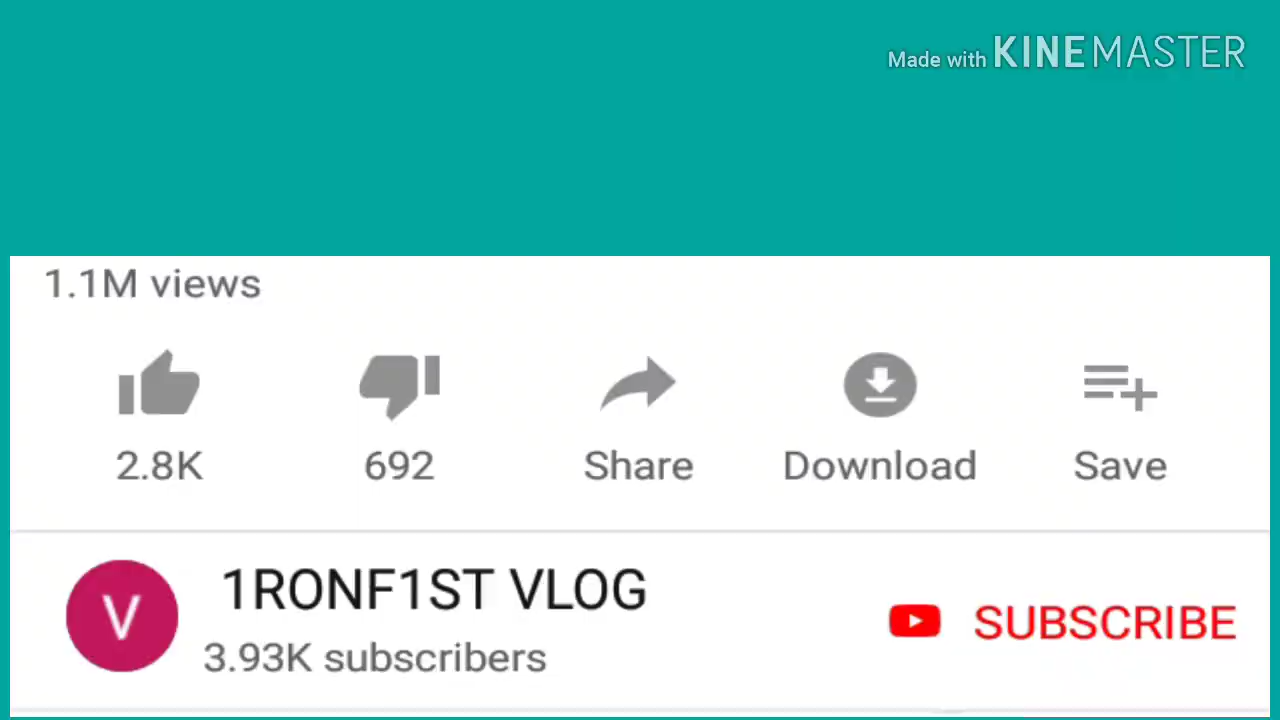 Made with KINEMASTER
1.1M views
2.8K 692 Share Download Save
V
1RONF1ST VLOG
3.93K subscribers
SUBSCRIBE